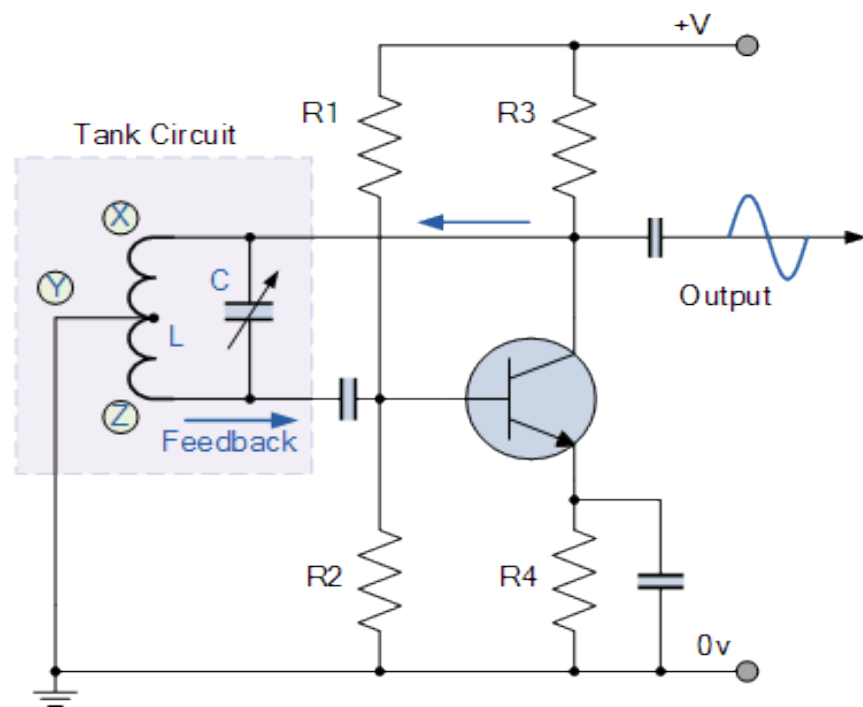 +V
R1
R3
Tank Circuit
X
Y
C
L
Output
Z
Feedback
R2
R4
0v